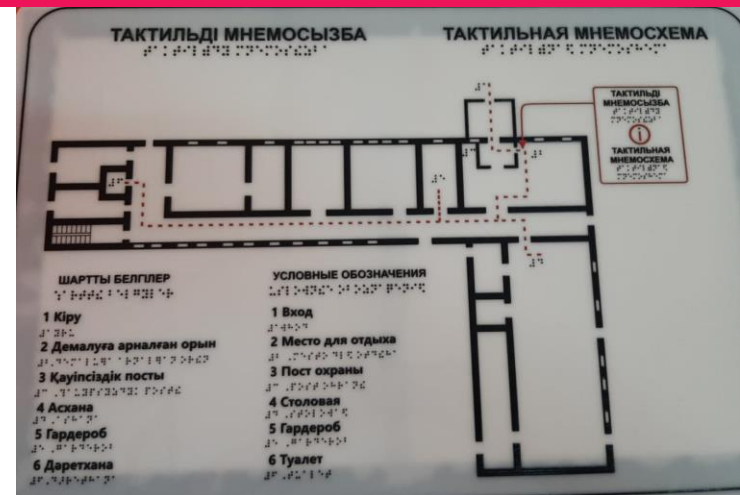 ТАКТИЛЬДІ МНЕМОСЫЗБА
ТАКТИЛЬНАЯ МНЕМОСХЕМА
ТАКТИЛЬДІ
МНЕМОСЫЗБА
ТАКТИЛЬНАЯ
МНЕМОСХЕМА
ШАРТТЫ БЕЛГІЛЕР
1 Кіру
2 Демалуға арналған орын
3 Қауіпсіздік посты
4 Асхана
5 Гардероб
6 Дәретхана
УСЛОВНЫЕ ОБОЗНАЧЕНИЯ
1 Вход
2 Место для отдыха
3 Пост охраны
4 Столовая
5 Гардероб
6 Туалет